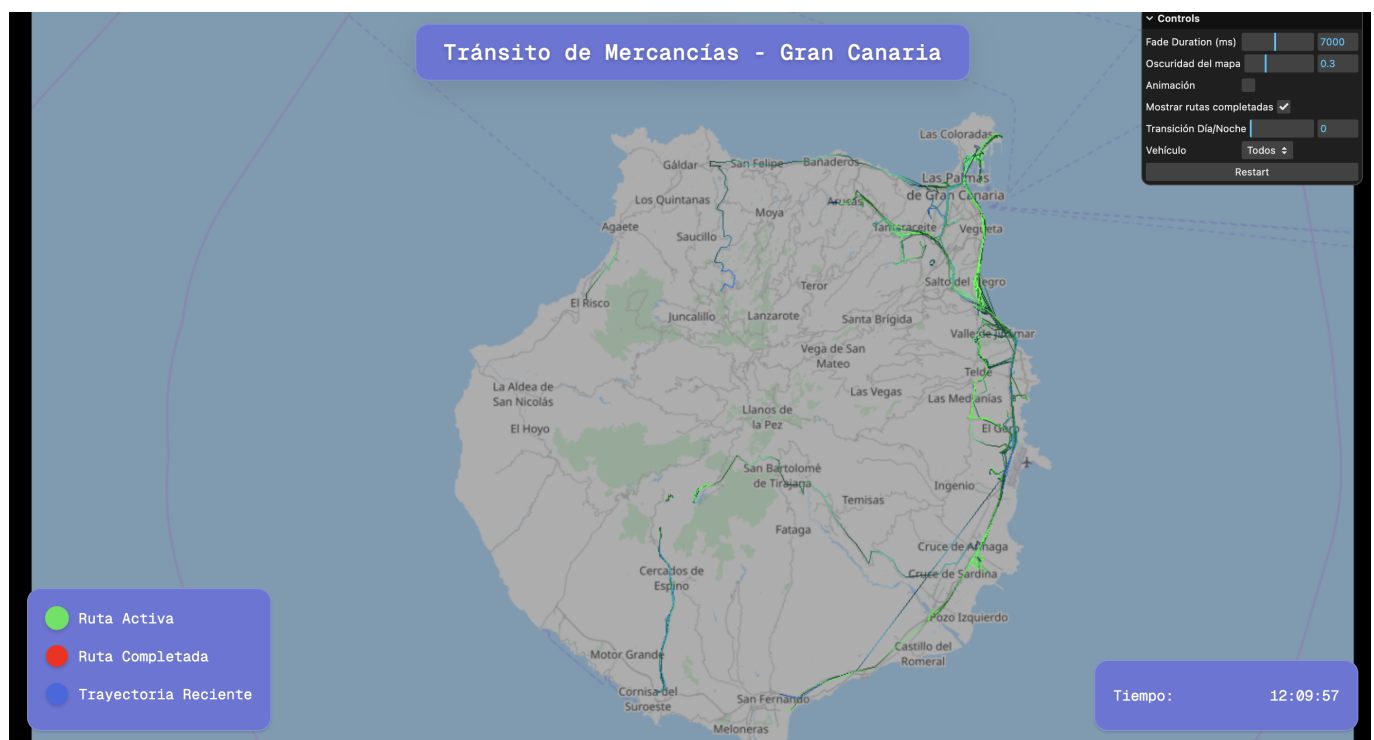 Tránsito de Mercancías - Gran Canaria
Controls
Fade Duration (ms) 7000
Oscuridad del mapa 0.3
Animación
Mostrar rutas completadas
Transición Día/Noche 0
Vehículo Todos
Restart
Las Coloradas
Gáldar
San Felipe
Bañaderos
Las Palmas
de Gran Canaria
Los Quintanas
Arucas
Moya
Agaete
Saucillo
Tamaraceite
Vegueta
Teror
Salto del Negro
El Risco
Juncalillo
Lanzarote
Santa Brígida
Valle de Jinámar
Vega de San
Mateo
Telde
La Aldea de
San Nicolás
Las Vegas
Las Medianías
Llanos de
la Pez
El Hoyo
El Goro
San Bartolomé
de Tirajana
Ingenio
Temisas
Fataga
Cruce de Arinaga
Cercados de
Espino
Cruce de Sardina
Pozo Izquierdo
Castillo del
Romeral
Motor Grande
Cornisa del
Suroeste
San Fernando
Meloneras
Ruta Activa
Ruta Completada
Trayectoria Reciente
Tiempo: 12:09:57